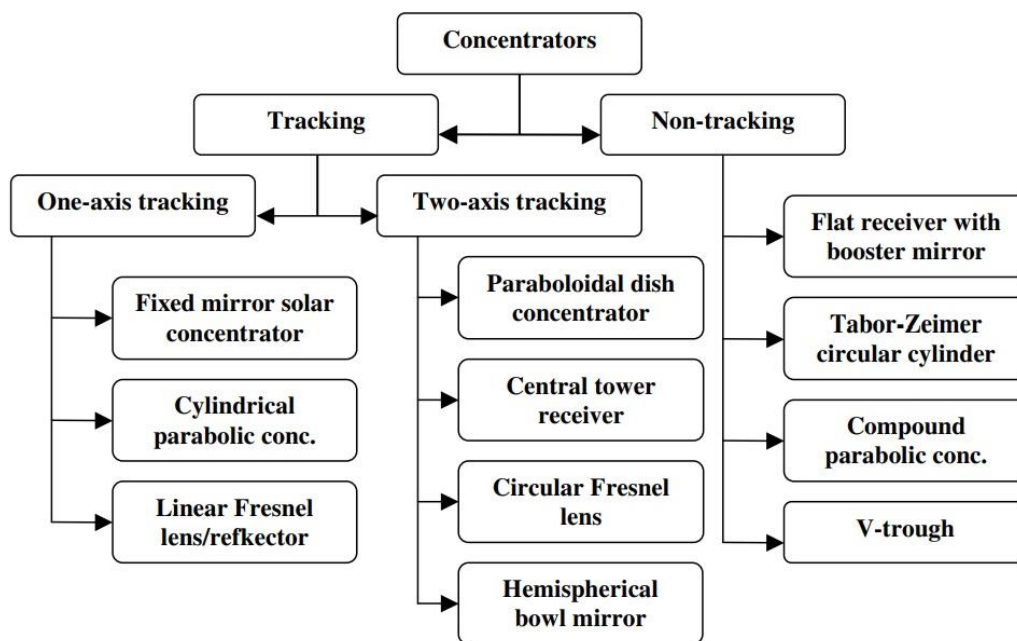 Concentrators
Tracking
Non-tracking
One-axis tracking
Two-axis tracking
Fixed mirror solar
concentrator
Cylindrical
parabolic conc.
Linear Fresnel
lens/refkector
Paraboloidal dish
concentrator
Central tower
receiver
Circular Fresnel
lens
Hemispherical
bowl mirror
Flat receiver with
booster mirror
Tabor-Zeimer
circular cylinder
Compound
parabolic conc.
V-trough